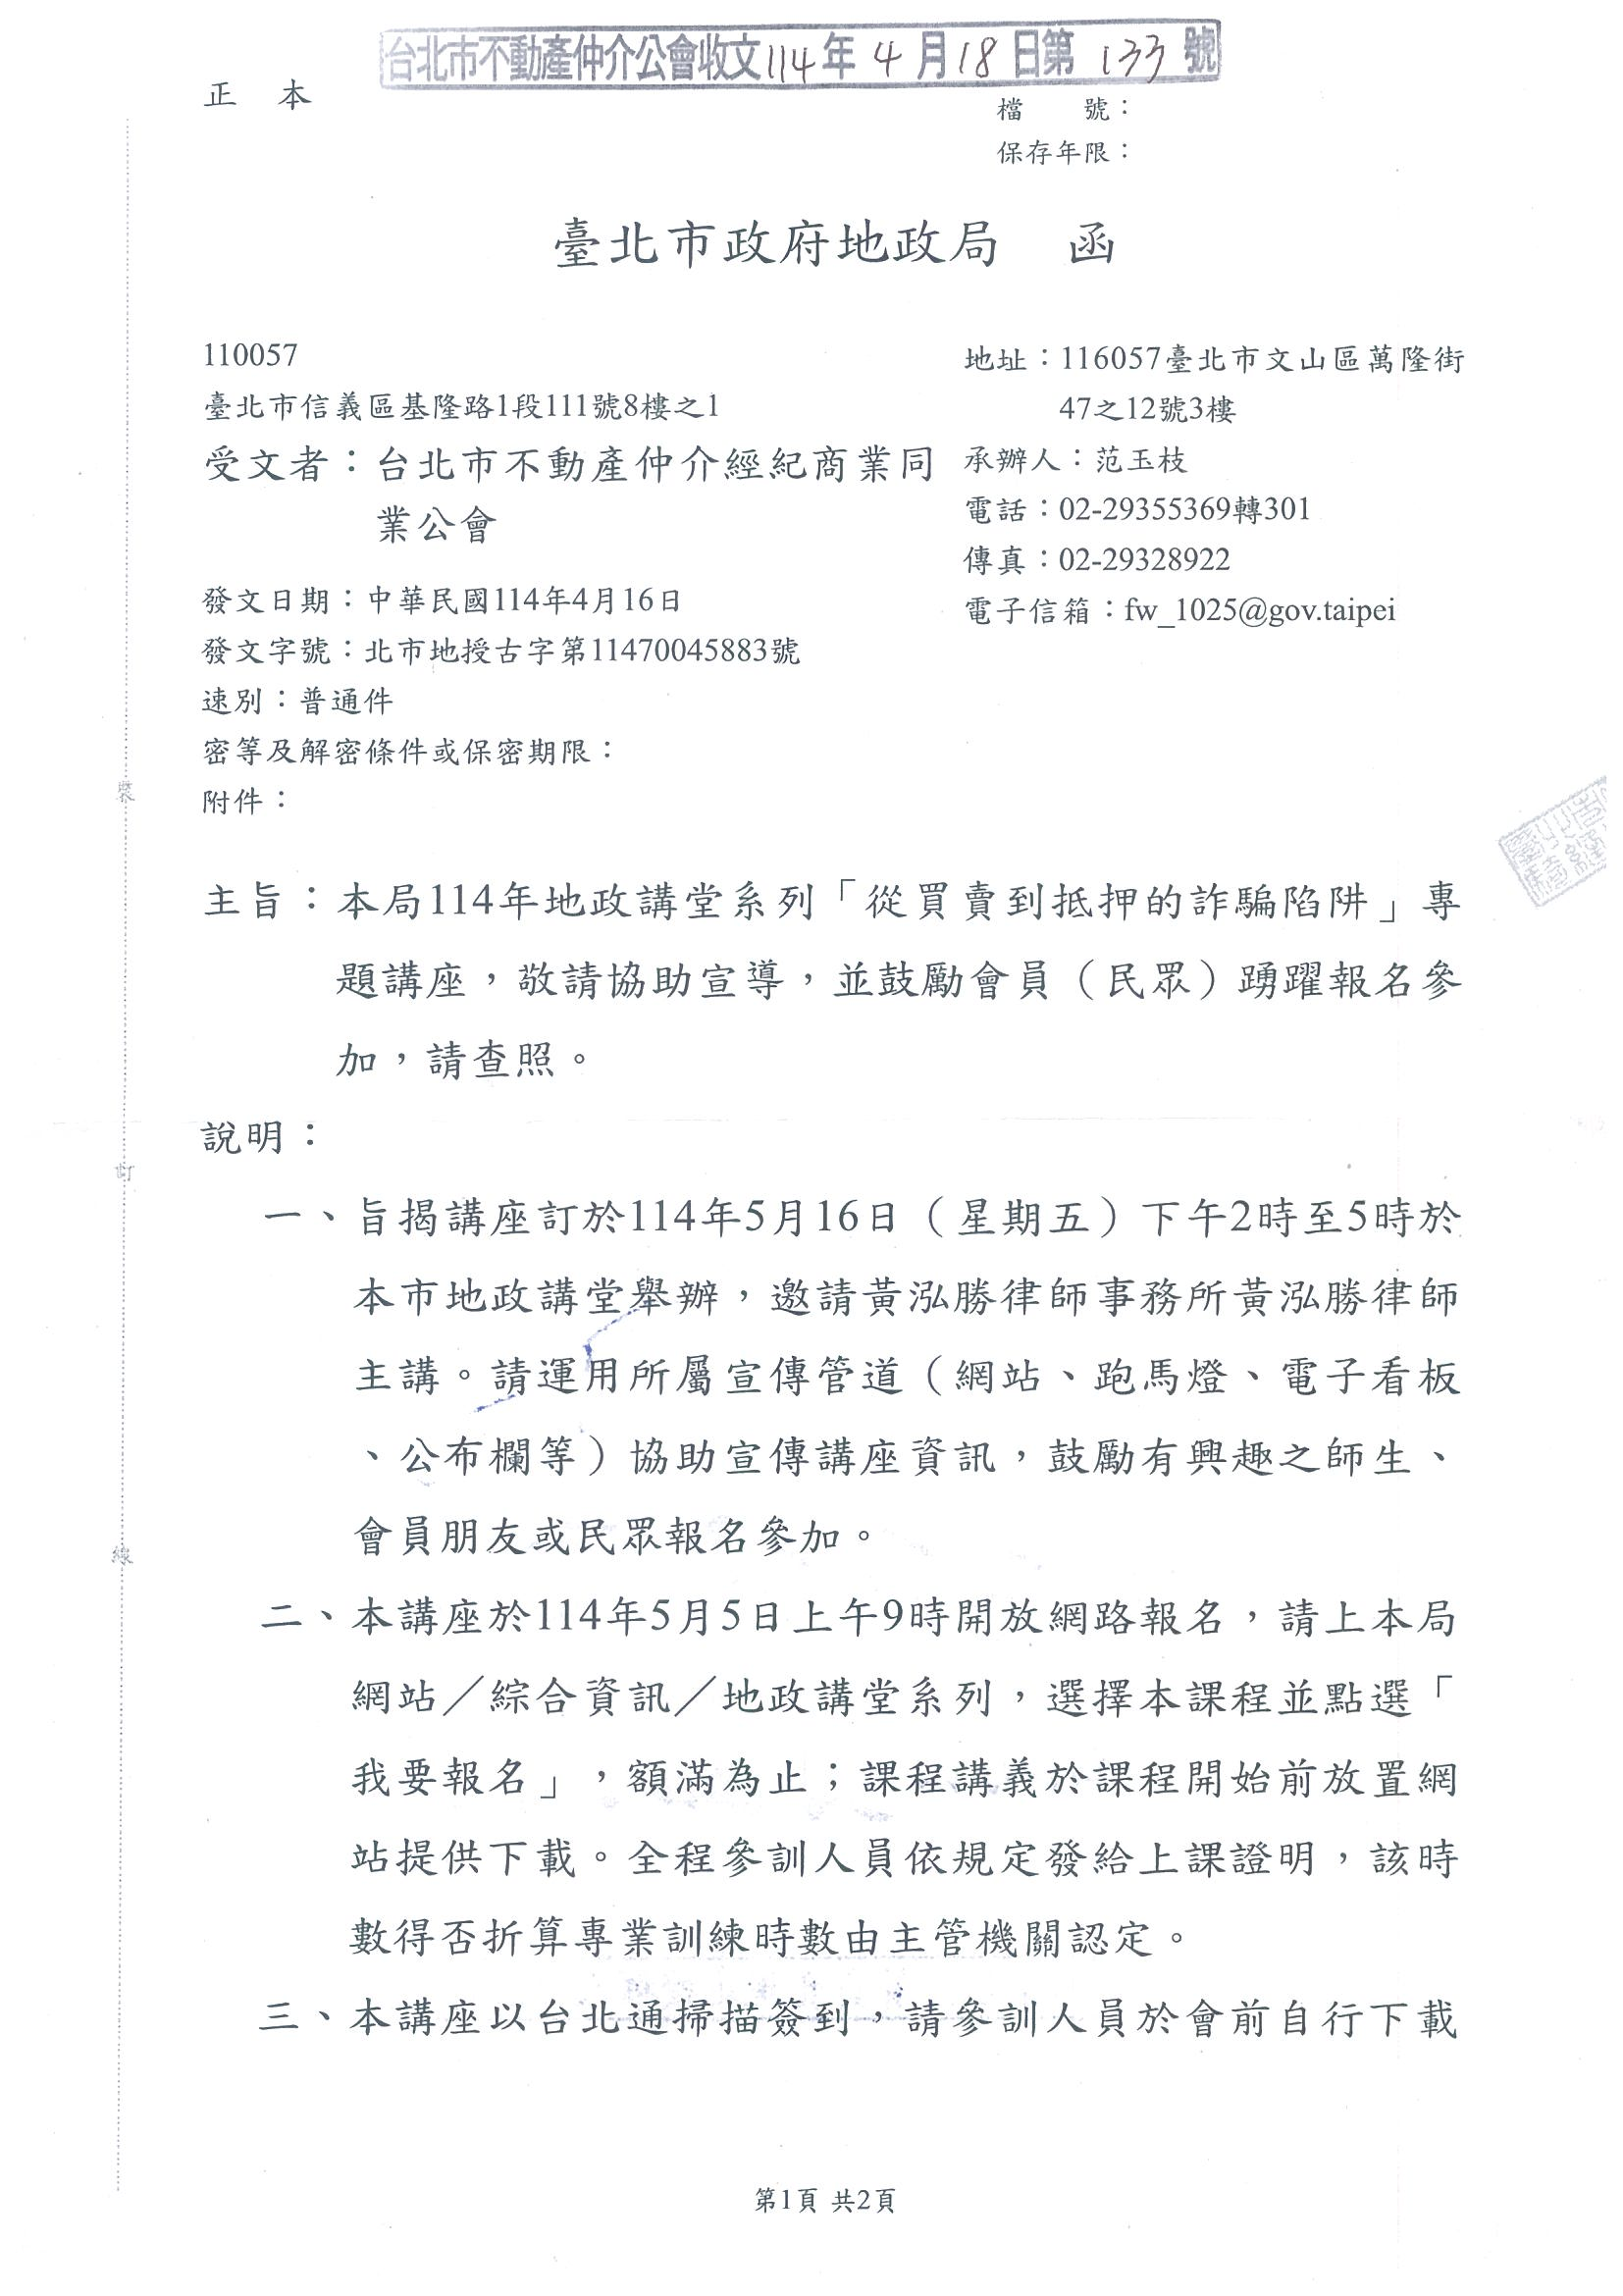 台北市不動產仲介公會收文114年4月18日第133號
正 本
檔 號：
保存年限：
臺北市政府地政局 函
110057
臺北市信義區基隆路1段111號8樓之1
受文者：台北市不動產仲介經紀商業同
業公會
地址：116057臺北市文山區萬隆街
47之12號3樓
承辦人：范玉枝
電話：02-29355369轉301
傳真：02-29328922
電子信箱：fw_1025@gov.taipei
發文日期：中華民國114年4月16日
發文字號：北市地授古字第11470045883號
速別：普通件
密等及解密條件或保密期限：
附件：
主旨：本局114年地政講堂系列「從買賣到抵押的詐騙陷阱」專
題講座，敬請協助宣導，並鼓勵會員（民眾）踴躍報名參
加，請查照。
說明：
一、旨揭講座訂於114年5月16日（星期五）下午2時至5時於
本市地政講堂舉辦，邀請黃泓勝律師事務所黃泓勝律師
主講。請運用所屬宣傳管道（網站、跑馬燈、電子看板
、公布欄等）協助宣傳講座資訊，鼓勵有興趣之師生、
會員朋友或民眾報名參加。
二、本講座於114年5月5日上午9時開放網路報名，請上本局
網站／綜合資訊／地政講堂系列，選擇本課程並點選「
我要報名」，額滿為止；課程講義於課程開始前放置網
站提供下載。全程參訓人員依規定發給上課證明，該時
數得否折算專業訓練時數由主管機關認定。
三、本講座以台北通掃描簽到，請參訓人員於會前自行下載
裝
訂
線
第1頁 共2頁